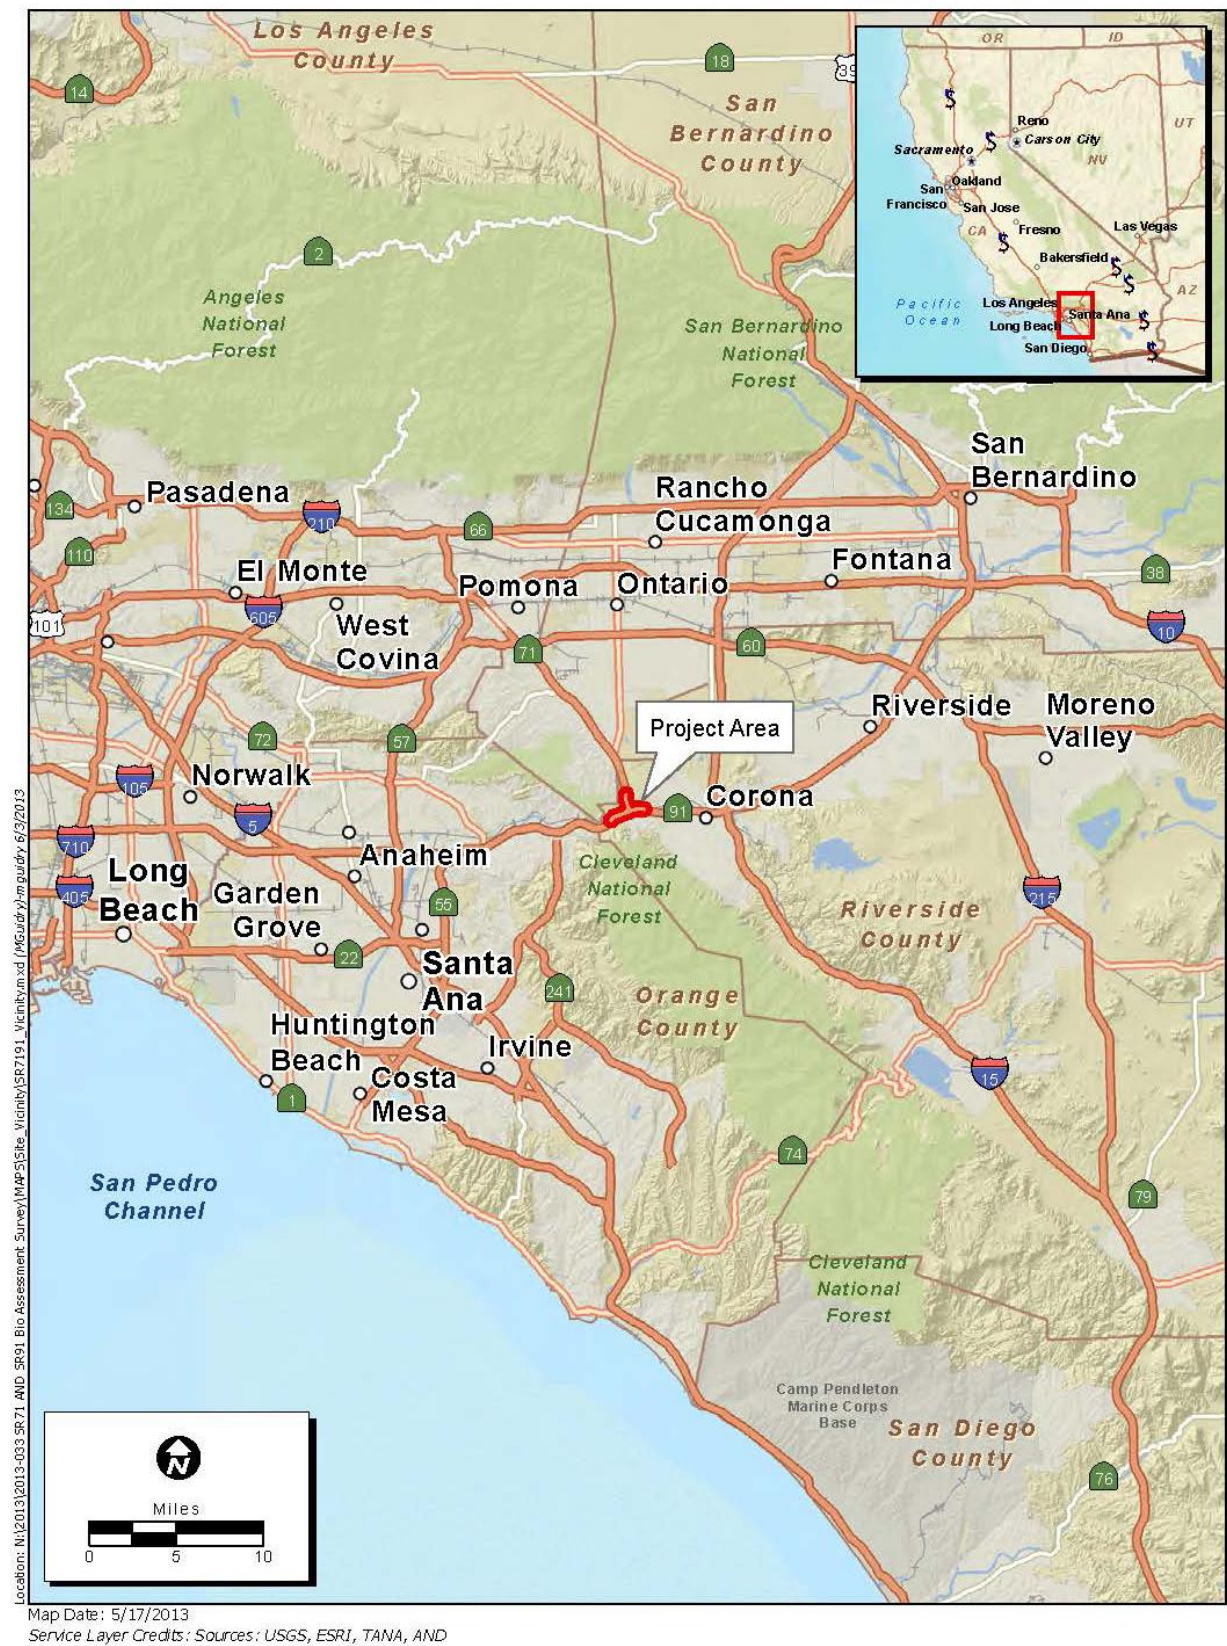 Los Angeles
County
14
18
39
San
Bernardino
County
2
Angeles
National
Forest
San Bernardino
National
Forest
OR
ID
Reno
Carson City
UT
NV
Sacramento
Oakland
San
Francisco
San Jose
CA
Fresno
Las Vegas
Bakersfield
AZ
Pacific
Ocean
Los Angeles
Santa Ana
Long Beach
San Diego
San
Bernardino
Pasadena
134
210
66
Rancho
Cucamonga
110
El Monte
Pomona
Ontario
Fontana
38
101
605
West
Covina
71
60
10
Riverside
Moreno
Valley
Project Area
72
57
105
Norwalk
91
Corona
5
710
Anaheim
Long
Beach
405
Garden
Grove
55
22
Cleveland
National
Forest
215
Riverside
County
Santa
Ana
241
Orange
County
Huntington
Beach
Irvine
Costa
Mesa
1
15
74
79
San Pedro
Channel
Cleveland
National
Forest
Camp Pendleton
Marine Corps
Base
San Diego
County
76
N
Miles
0 5 10
Location: N:\2013\2013-033 SR71 AND SR91 Bio Assessment Survey\MAPS\Site_Vicinity\SR7191_Vicinity.mxd (MGuidry)-mguidry 6/3/2013
Map Date: 5/17/2013
Service Layer Credits: Sources: USGS, ESRI, TANA, AND